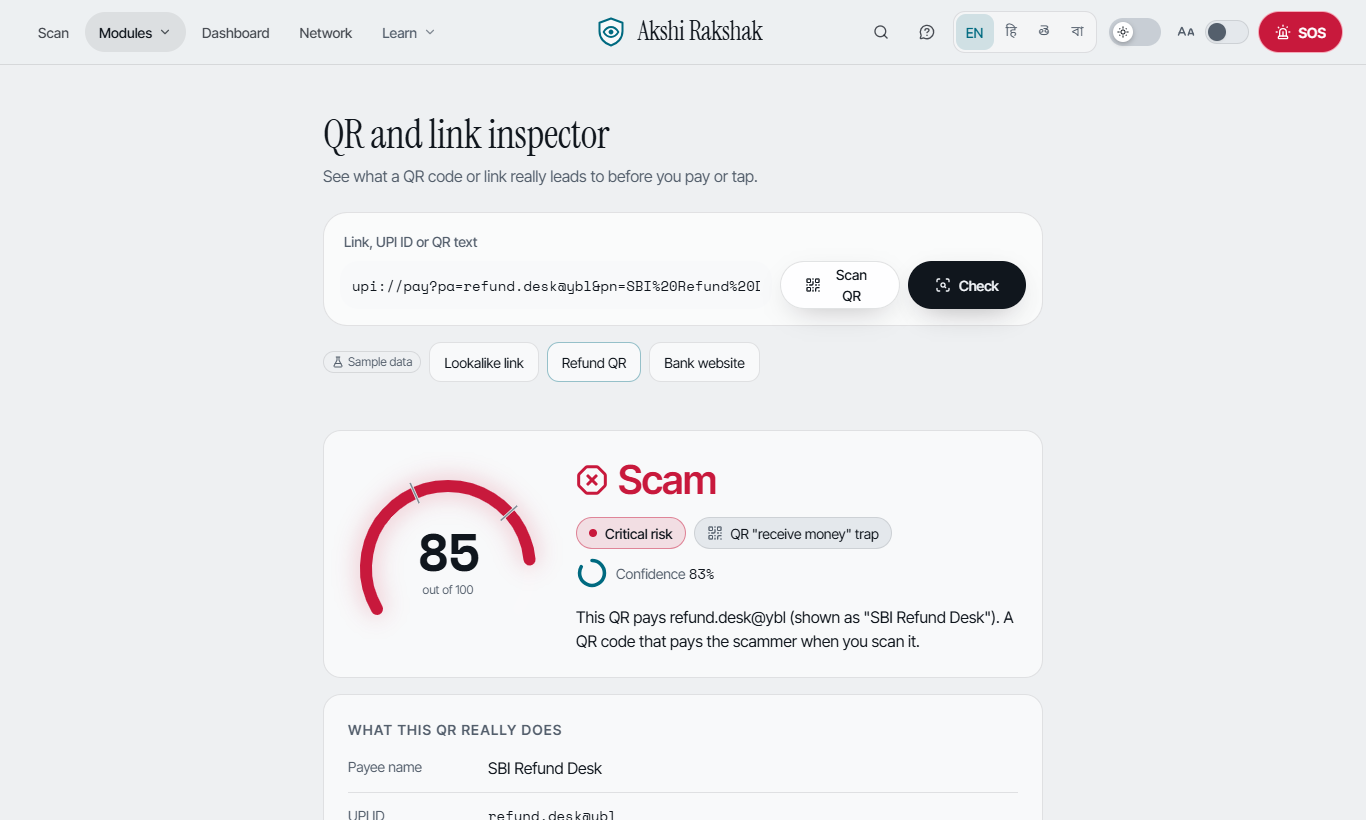 Scan
Modules
Dashboard
Network
Learn
Akshi Rakshak
EN
हि
తె
বা
AA
SOS
QR and link inspector
See what a QR code or link really leads to before you pay or tap.
Link, UPI ID or QR text
upi://pay?pa=refund.desk@ybl&pn=SBI%20Refund%20D
Scan
QR
Check
Sample data
Lookalike link
Refund QR
Bank website
85
out of 100
Scam
Critical risk
QR "receive money" trap
Confidence 83%
This QR pays refund.desk@ybl (shown as "SBI Refund Desk"). A
QR code that pays the scammer when you scan it.
WHAT THIS QR REALLY DOES
Payee name
SBI Refund Desk
UPI ID
refund.desk@ybl